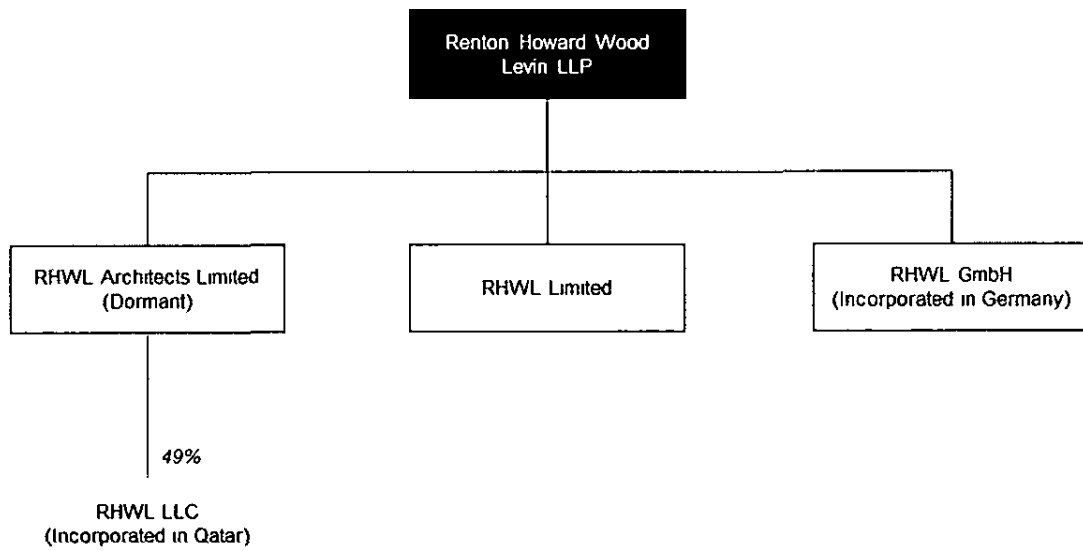 Renton Howard Wood
Levin LLP
RHWL Architects Limited
(Dormant)
RHWL Limited
RHWL GmbH
(Incorporated in Germany)
49%
RHWL LLC
(Incorporated in Qatar)